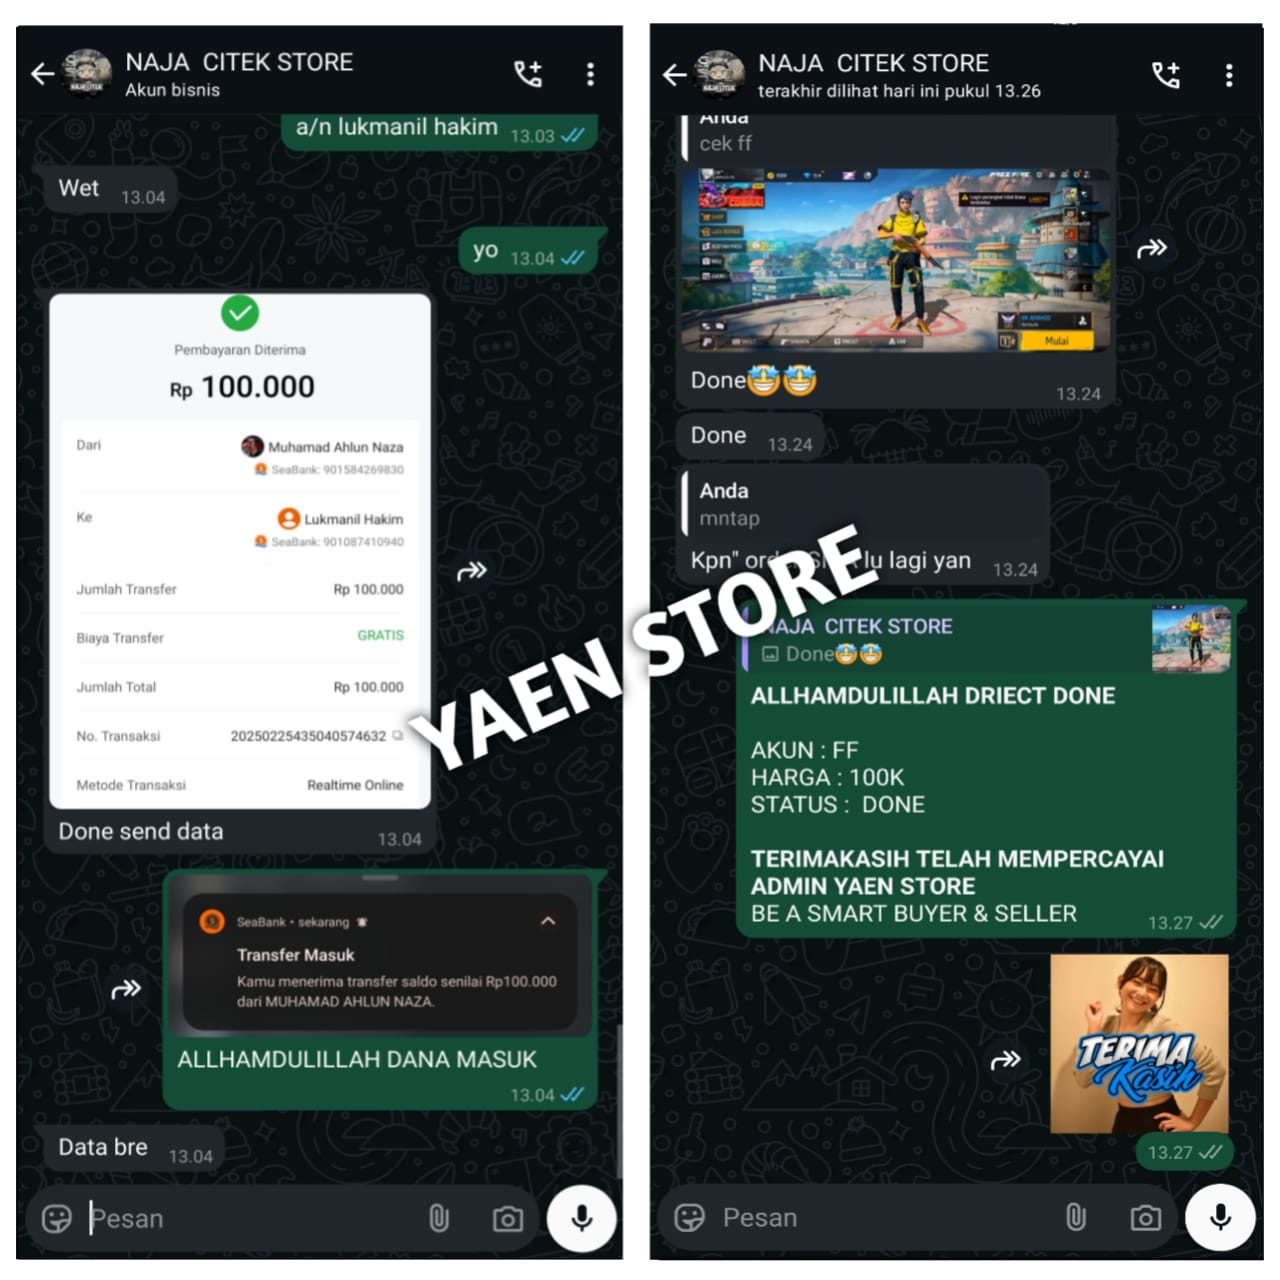 NAJA CITEK STORE
Akun bisnis
a/n lukmanil hakim 13.03
Wet 13.04
yo 13.04
Pembayaran Diterima
Rp 100.000
Dari Muhamad Ahlun Naza
SeaBank: 901584269830
Ke Lukmanil Hakim
SeaBank: 901087410940
Jumlah Transfer Rp 100.000
Biaya Transfer GRATIS
Jumlah Total Rp 100.000
No. Transaksi 20250225435040574632
Metode Transaksi Realtime Online
Done send data 13.04
SeaBank • sekarang
Transfer Masuk
Kamu menerima transfer saldo senilai Rp100.000
dari MUHAMAD AHLUN NAZA.
ALLHAMDULILLAH DANA MASUK
13.04
Data bre 13.04
Pesan
YAEN STORE
NAJA CITEK STORE
terakhir dilihat hari ini pukul 13.26
Anda
cek ff
FREE FIRE
Mulai
Done🤩🤩 13.24
Done 13.24
Anda
mntap
Kpn" lu lagi yan 13.24
NAJA CITEK STORE
Done🤩🤩
ALLHAMDULILLAH DRIECT DONE
AKUN : FF
HARGA : 100K
STATUS : DONE
TERIMAKASIH TELAH MEMPERCAYAI
ADMIN YAEN STORE
BE A SMART BUYER & SELLER 13.27
TERIMA
Kasih
13.27
Pesan